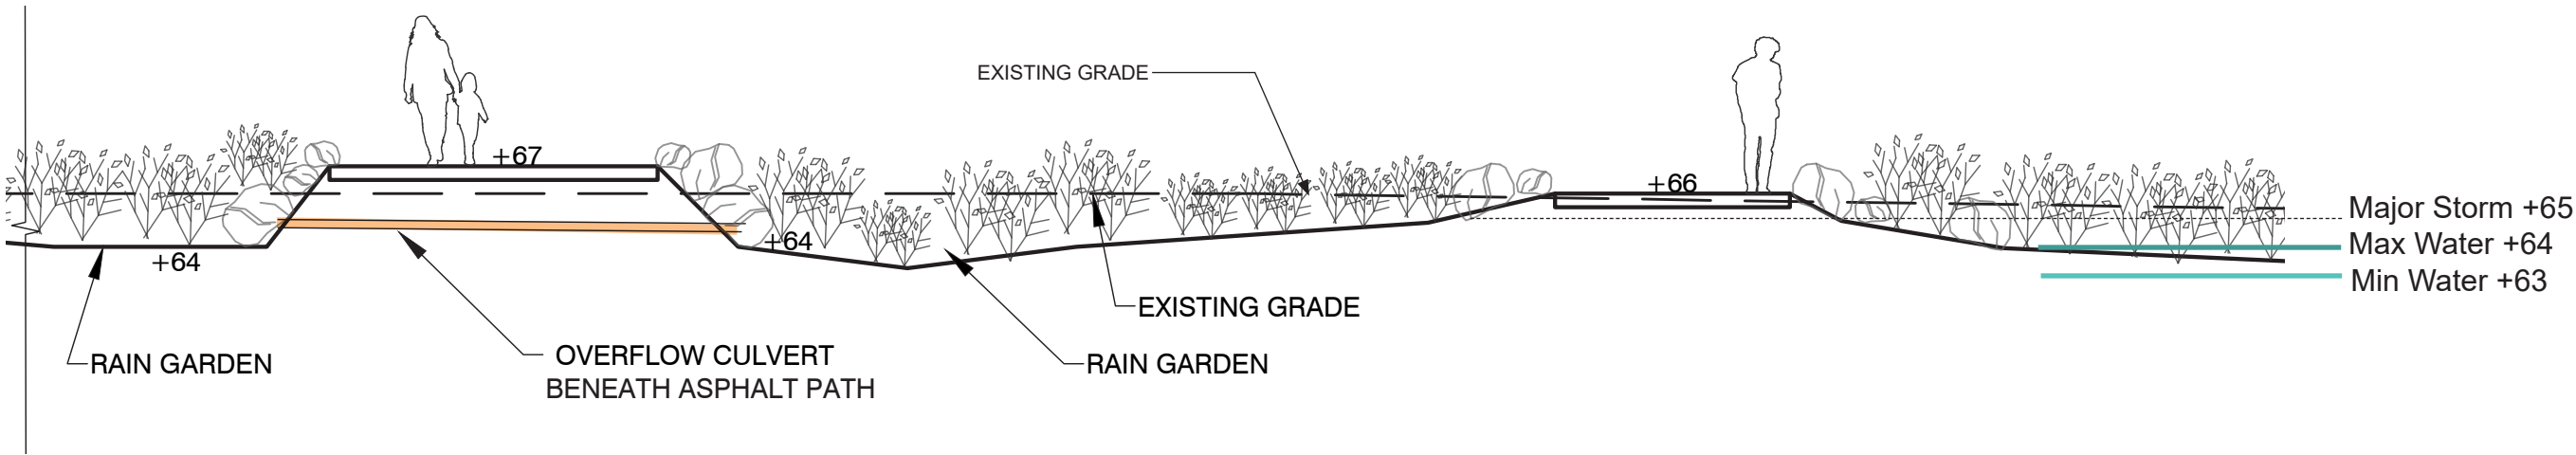 EXISTING GRADE
+67
+66
Major Storm +65
+64
Max Water +64
+64
Min Water +63
EXISTING GRADE
OVERFLOW CULVERT
BENEATH ASPHALT PATH
RAIN GARDEN
RAIN GARDEN